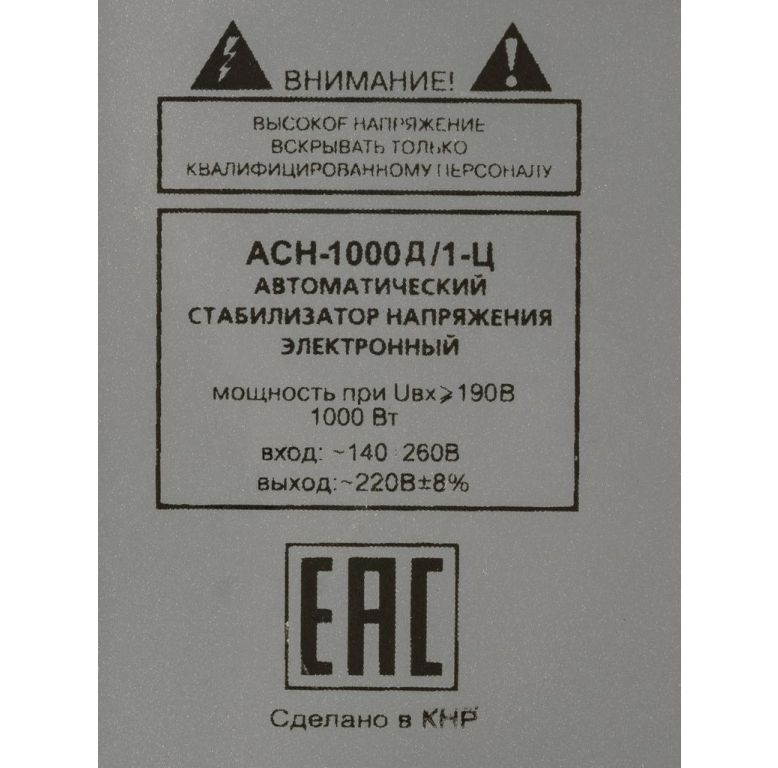 ВНИМАНИЕ!
ВЫСОКОЕ НАПРЯЖЕНИЕ
ВСКРЫВАТЬ ТОЛЬКО
КВАЛИФИЦИРОВАННОМУ ПЕРСОНАЛУ
АСН-1000Д/1-Ц
АВТОМАТИЧЕСКИЙ
СТАБИЛИЗАТОР НАПРЯЖЕНИЯ
ЭЛЕКТРОННЫЙ
мощность при Uвх⩾190В
1000 Вт
вход: ~140 260В
выход:~220В±8%
ЕАС
Сделано в КНР